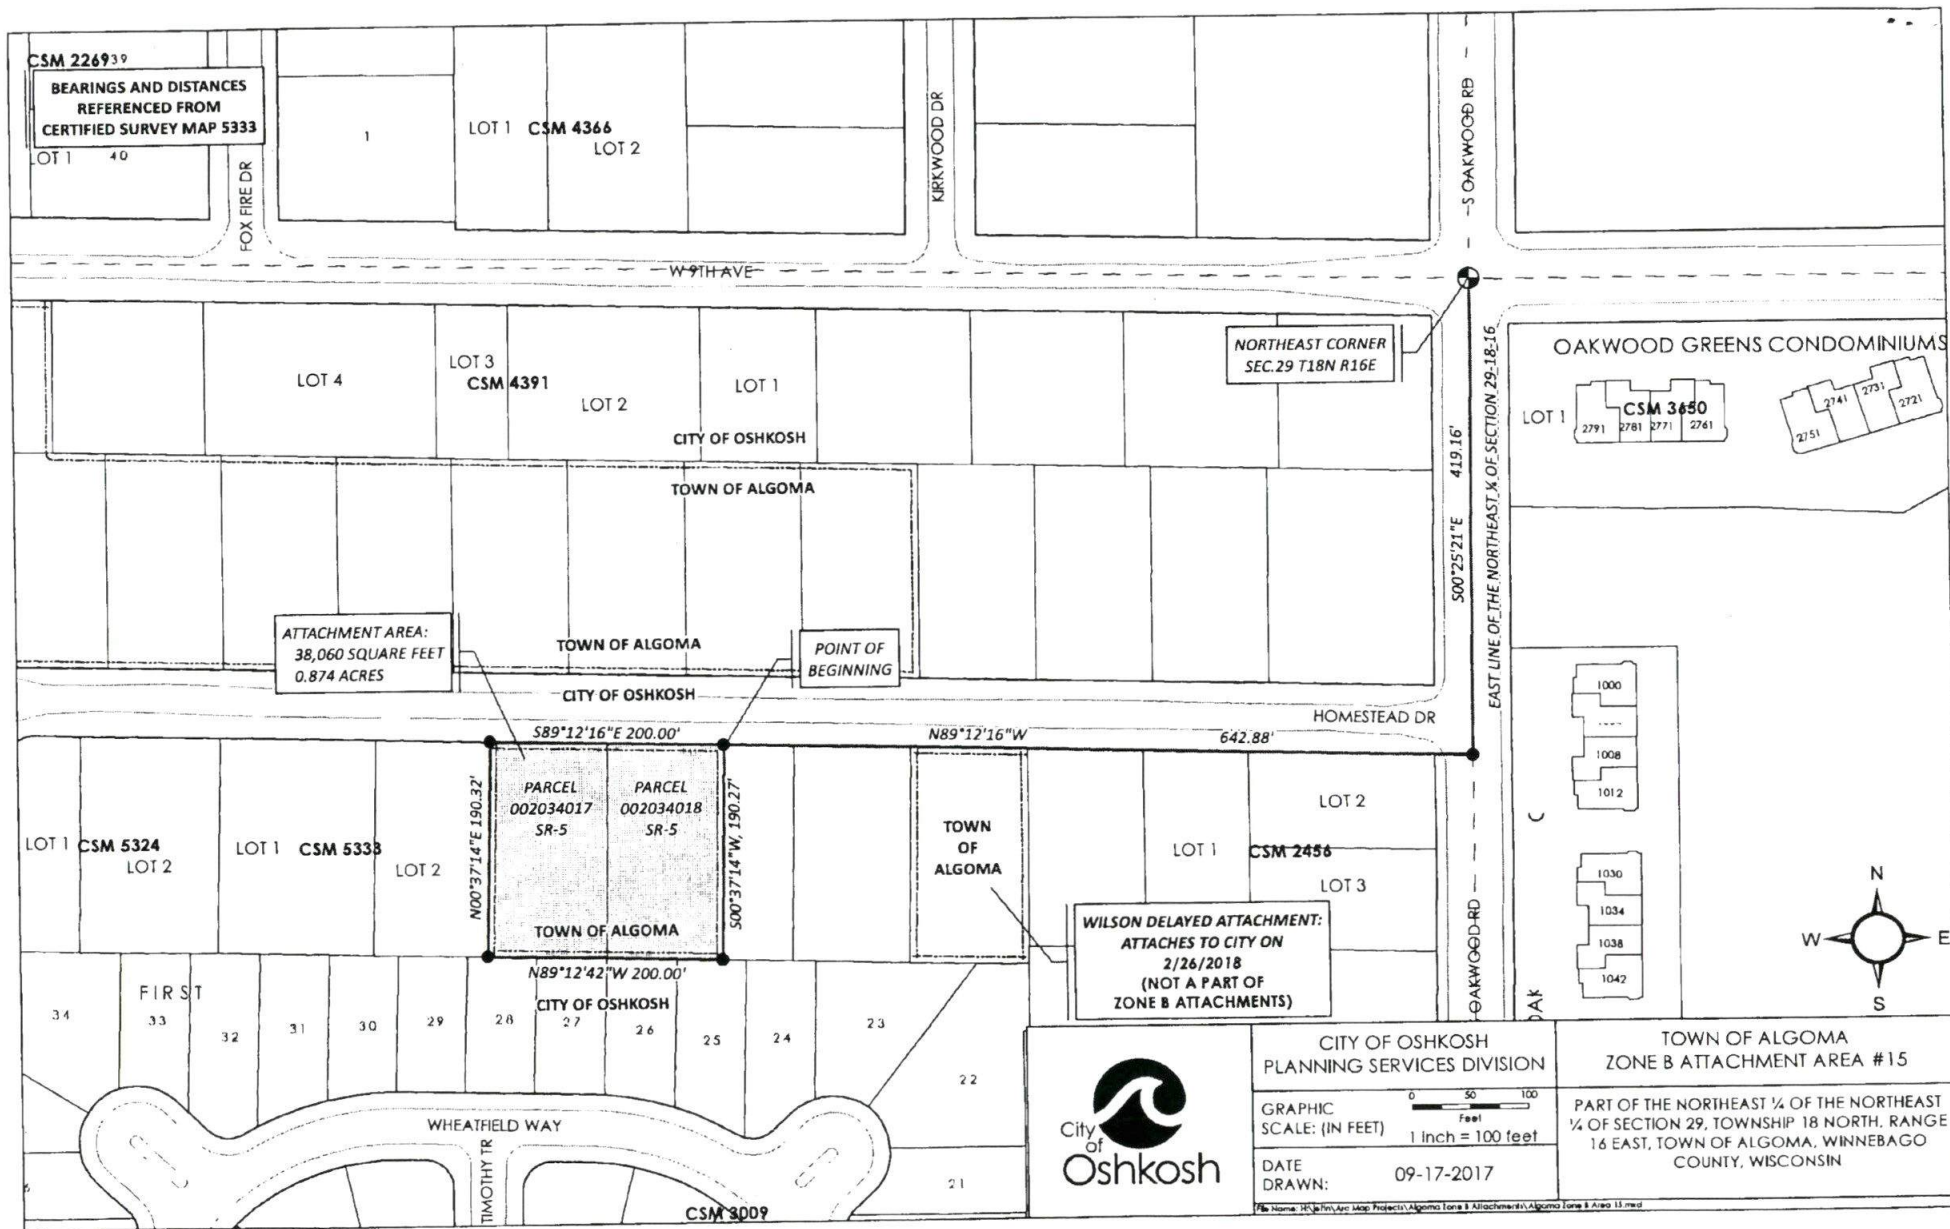 CSM 2269 39
BEARINGS AND DISTANCES
REFERENCED FROM
CERTIFIED SURVEY MAP 5333
LOT 1 40
FOX FIRE DR
1
LOT 1 CSM 4366
LOT 2
KIRKWOOD DR
S OAKWOOD RD
W 9TH AVE
NORTHEAST CORNER
SEC.29 T18N R16E
OAKWOOD GREENS CONDOMINIUMS
LOT 1
CSM 3650
2791 2781 2771 2761
2751
2741
2731
2721
LOT 4
LOT 3
CSM 4391
LOT 2
LOT 1
CITY OF OSHKOSH
TOWN OF ALGOMA
S00°25'21"E 419.16'
EAST LINE OF THE NORTHEAST ¼ OF SECTION 29-18-16
ATTACHMENT AREA:
38,060 SQUARE FEET
0.874 ACRES
TOWN OF ALGOMA
POINT OF
BEGINNING
CITY OF OSHKOSH
HOMESTEAD DR
S89°12'16"E 200.00'
N89°12'16"W 642.88'
N00°37'14"E 190.32'
PARCEL
002034017
SR-5
PARCEL
002034018
SR-5
S00°37'14"W, 190.27'
TOWN OF ALGOMA
N89°12'42"W 200.00'
CITY OF OSHKOSH
LOT 1 CSM 5324
LOT 2
LOT 1 CSM 5333
LOT 2
TOWN
OF
ALGOMA
LOT 1 CSM 2456
LOT 2
LOT 3
WILSON DELAYED ATTACHMENT:
ATTACHES TO CITY ON
2/26/2018
(NOT A PART OF
ZONE B ATTACHMENTS)
OAKWOOD RD
OAK C
1000
1008
1012
1030
1034
1038
1042
N
W E
S
FIRST
34
33
32
31
30
29
28
27
26
25
24
23
22
21
WHEATFIELD WAY
TIMOTHY TR
CSM 3009
City
of
Oshkosh
CITY OF OSHKOSH
PLANNING SERVICES DIVISION
GRAPHIC
SCALE: (IN FEET)
0 50 100
Feet
1 inch = 100 feet
DATE
DRAWN:
09-17-2017
TOWN OF ALGOMA
ZONE B ATTACHMENT AREA #15
PART OF THE NORTHEAST ¼ OF THE NORTHEAST
¼ OF SECTION 29, TOWNSHIP 18 NORTH, RANGE
16 EAST, TOWN OF ALGOMA, WINNEBAGO
COUNTY, WISCONSIN